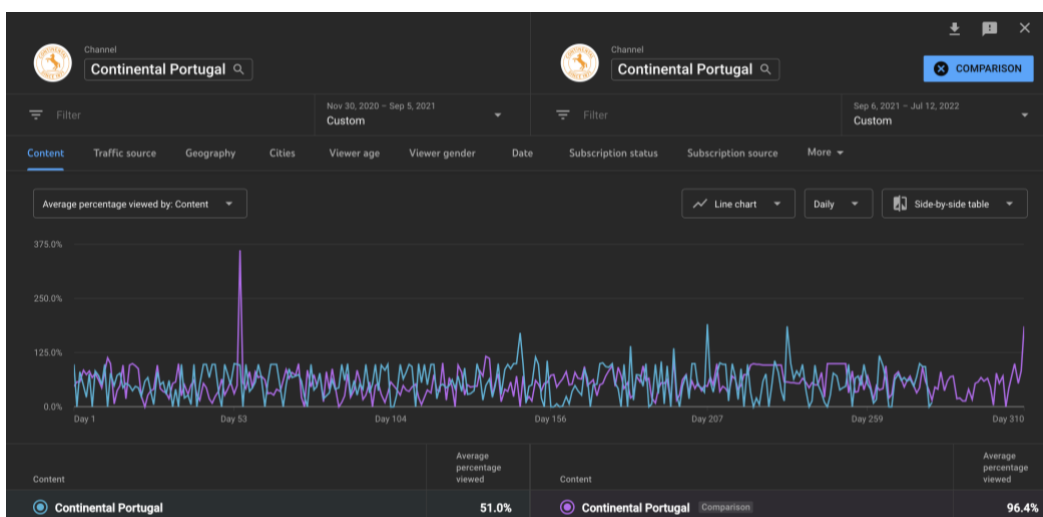 Channel
Continental Portugal
Channel
Continental Portugal
COMPARISON
Filter
Nov 30, 2020 – Sep 5, 2021
Custom
Filter
Sep 6, 2021 – Jul 12, 2022
Custom
Content Traffic source Geography Cities Viewer age Viewer gender Date Subscription status Subscription source More
Average percentage viewed by: Content
Line chart
Daily
Side-by-side table
375.0%
250.0%
125.0%
0.0%
Day 1 Day 53 Day 104 Day 156 Day 207 Day 259 Day 310
Content
Average
percentage
viewed
Content
Average
percentage
viewed
Continental Portugal 51.0%
Continental Portugal Comparison 96.4%